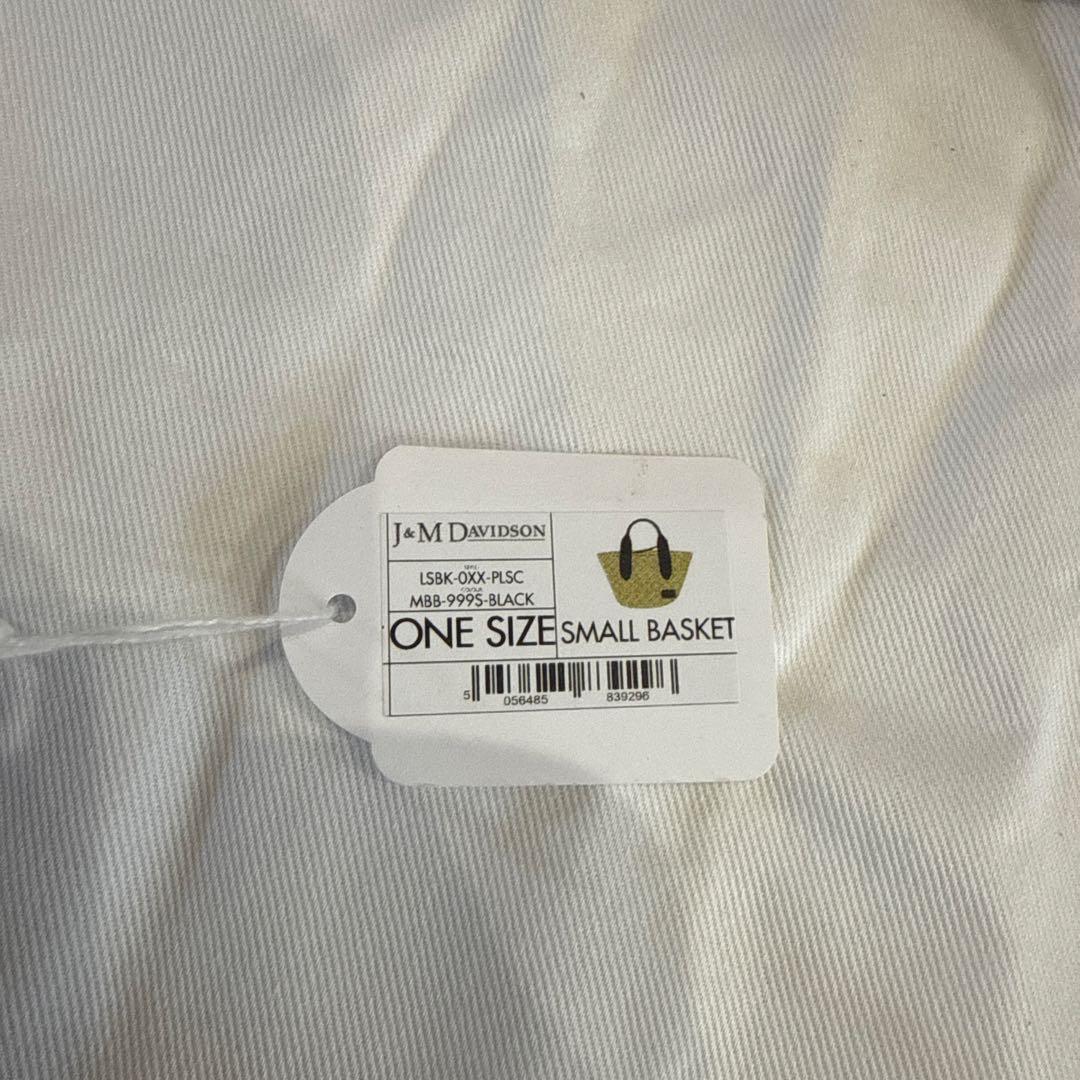 J&M DAVIDSON
STYLE:
LSBK-0XX-PLSC
COLOUR
MBB-999S-BLACK
ONE SIZE
SMALL BASKET
5 056485 839296